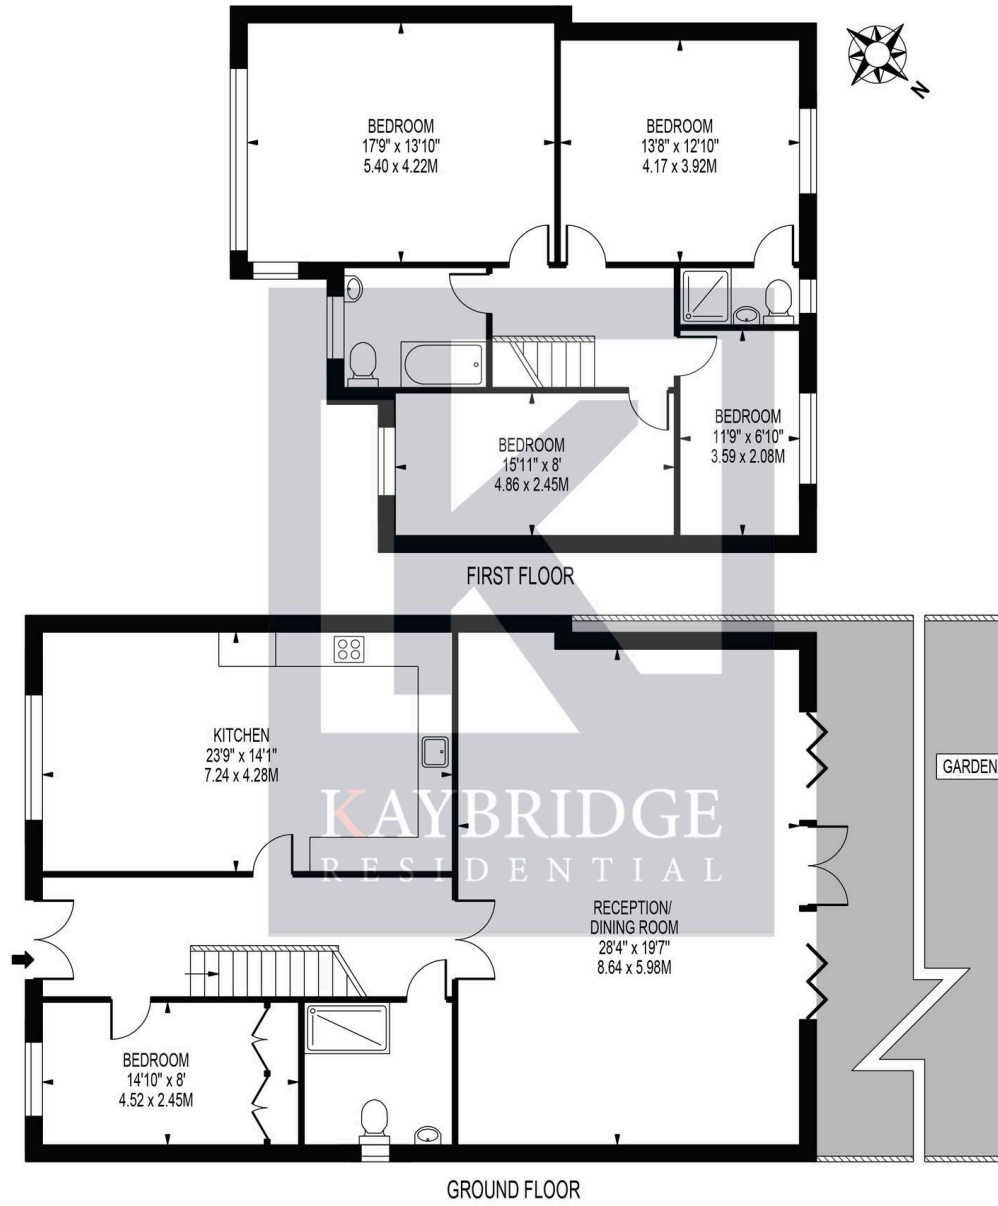 N
BEDROOM
17'9" x 13'10"
5.40 x 4.22M
BEDROOM
13'8" x 12'10"
4.17 x 3.92M
BEDROOM
11'9" x 6'10"
3.59 x 2.08M
BEDROOM
15'11" x 8'
4.86 x 2.45M
FIRST FLOOR
KITCHEN
23'9" x 14'1"
7.24 x 4.28M
GARDEN
KAYBRIDGE
RESIDENTIAL
RECEPTION/
DINING ROOM
28'4" x 19'7"
8.64 x 5.98M
BEDROOM
14'10" x 8'
4.52 x 2.45M
GROUND FLOOR